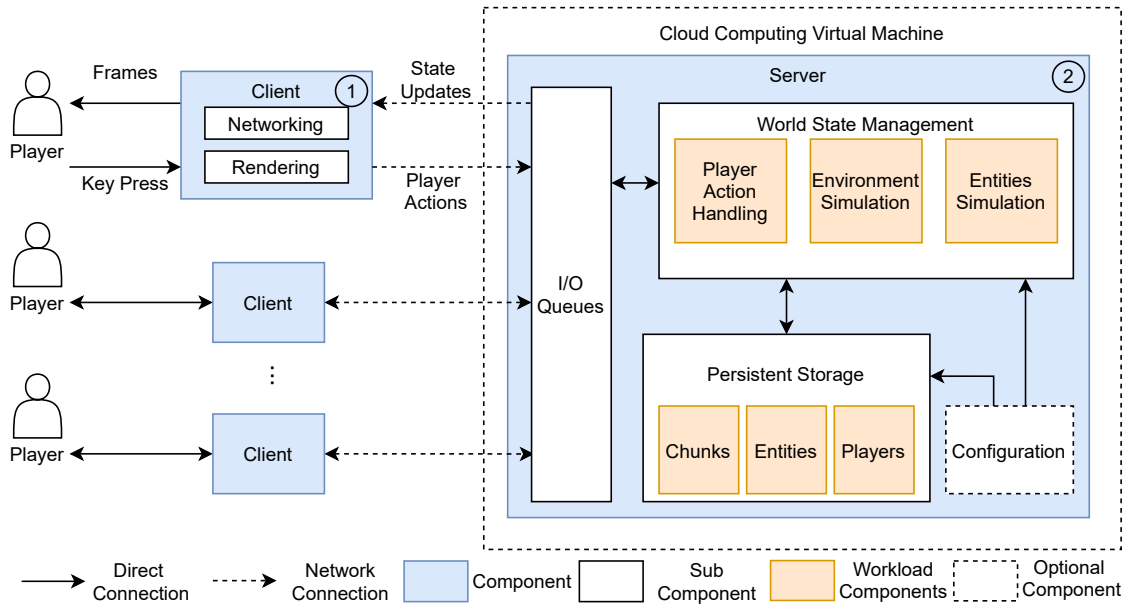 Cloud Computing Virtual Machine
Server
2
Frames
Player
Key Press
Client
1
Networking
Rendering
State
Updates
Player
Actions
I/O
Queues
World State Management
Player
Action
Handling
Environment
Simulation
Entities
Simulation
Player
Client
...
Player
Client
Persistent Storage
Chunks
Entities
Players
Configuration
Direct
Connection
Network
Connection
Component
Sub
Component
Workload
Components
Optional
Component